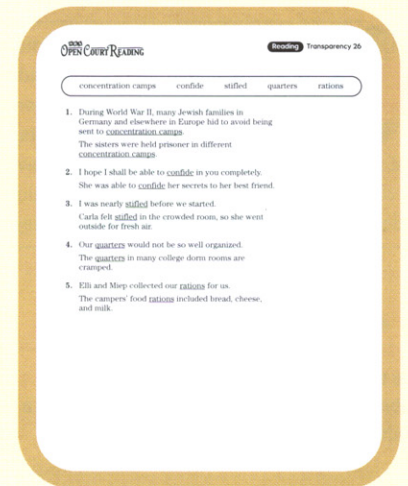 OPEN COURT READING
Reading Transparency 26
concentration camps confide stifled quarters rations
1. During World War II, many Jewish families in
Germany and elsewhere in Europe hid to avoid being
sent to concentration camps.
The sisters were held prisoner in different
concentration camps.
2. I hope I shall be able to confide in you completely.
She was able to confide her secrets to her best friend.
3. I was nearly stifled before we started.
Carla felt stifled in the crowded room, so she went
outside for fresh air.
4. Our quarters would not be so well organized.
The quarters in many college dorm rooms are
cramped.
5. Elli and Miep collected our rations for us.
The campers' food rations included bread, cheese,
and milk.